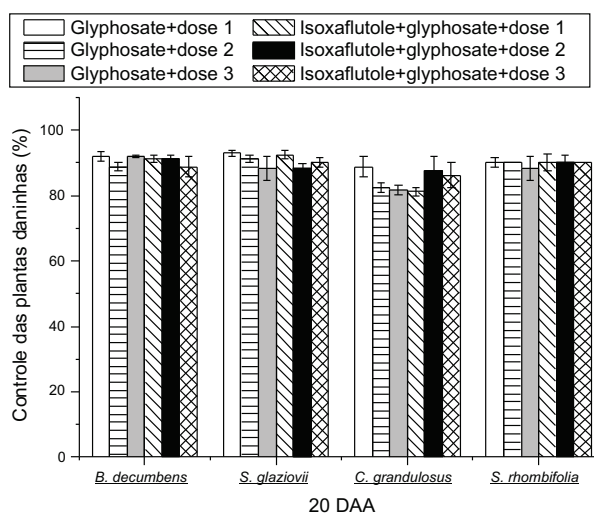 Glyphosate+dose 1
Isoxaflutole+glyphosate+dose 1
Glyphosate+dose 2
Isoxaflutole+glyphosate+dose 2
Glyphosate+dose 3
Isoxaflutole+glyphosate+dose 3
Controle das plantas daninhas (%)
100
80
60
40
20
0
B. decumbens
S. glaziovii
C. grandulosus
S. rhombifolia
20 DAA